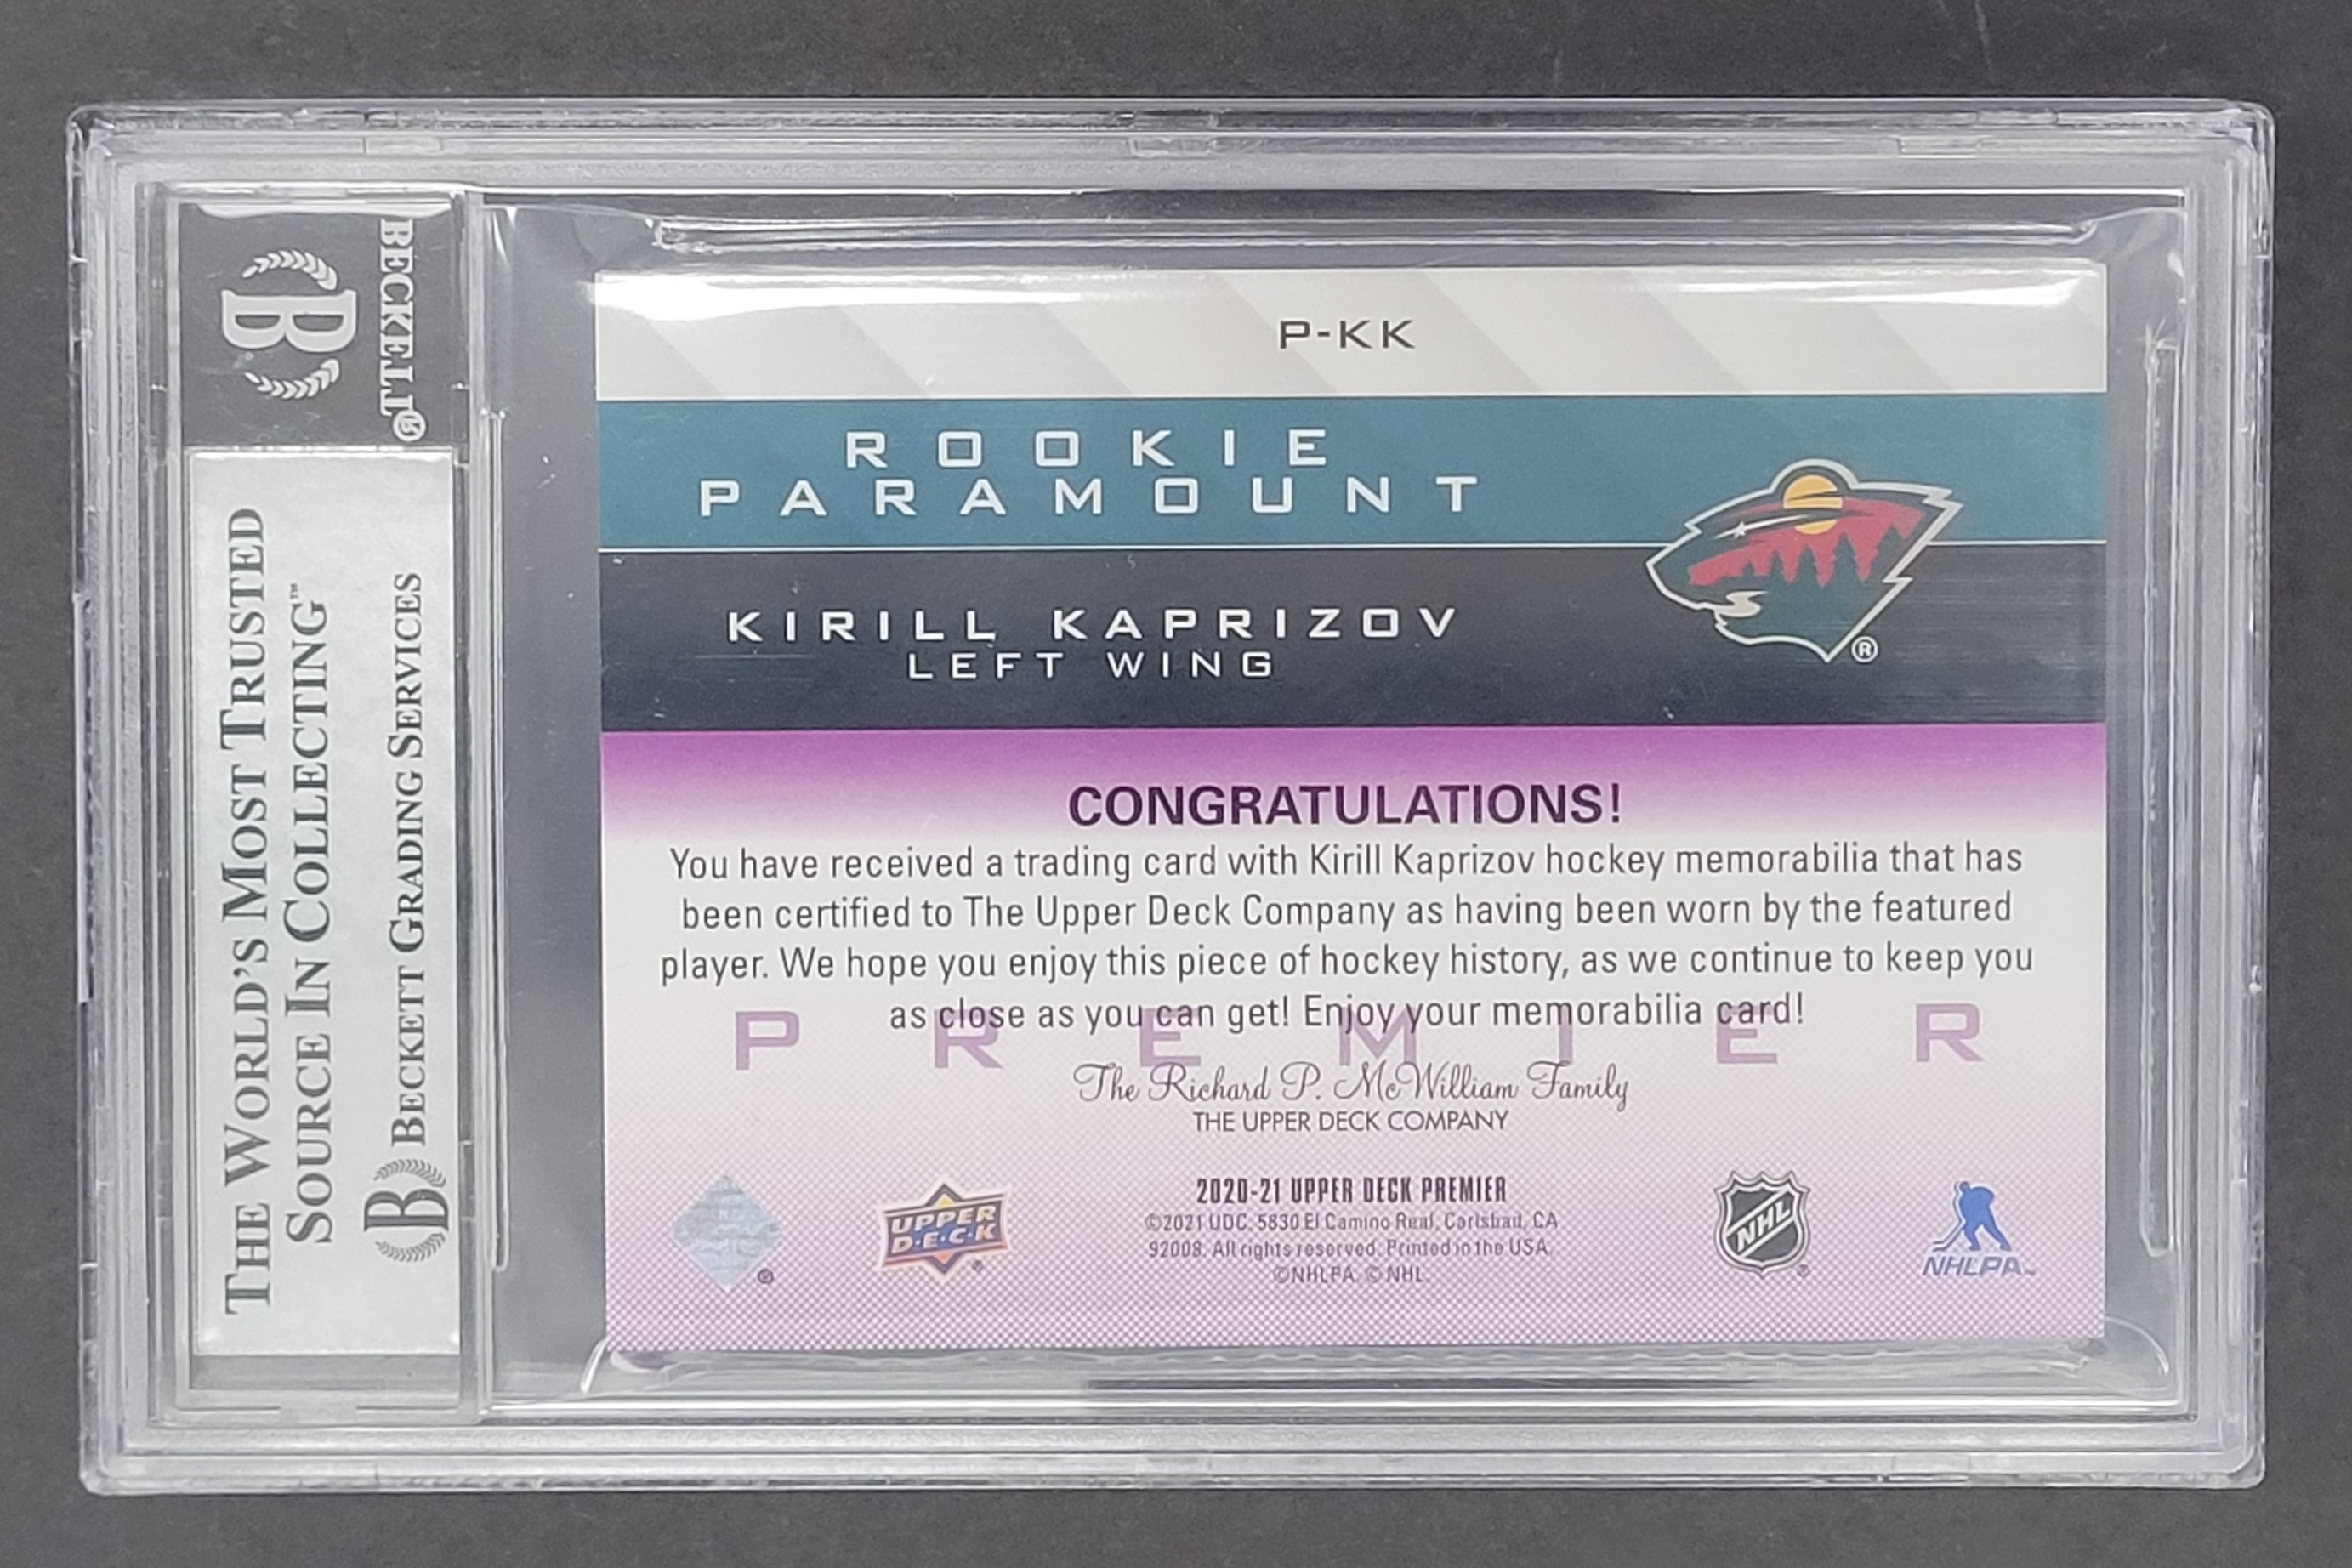 BECKETT®
B
THE WORLD'S MOST TRUSTED
SOURCE IN COLLECTING™
B BECKETT GRADING SERVICES
P-KK
ROOKIE
PARAMOUNT
KIRILL KAPRIZOV
LEFT WING
®
CONGRATULATIONS!
You have received a trading card with Kirill Kaprizov hockey memorabilia that has
been certified to The Upper Deck Company as having been worn by the featured
player. We hope you enjoy this piece of hockey history, as we continue to keep you
as close as you can get! Enjoy your memorabilia card!
PREMIER
The Richard P. McWilliam Family
THE UPPER DECK COMPANY
®
UPPER
D·E·C·K
®
2020-21 UPPER DECK PREMIER
©2021 UDC. 5830 El Camino Real, Carlsbad, CA
92008. All rights reserved. Printed in the USA.
©NHLPA. © NHL.
NHL
®
NHLPA™